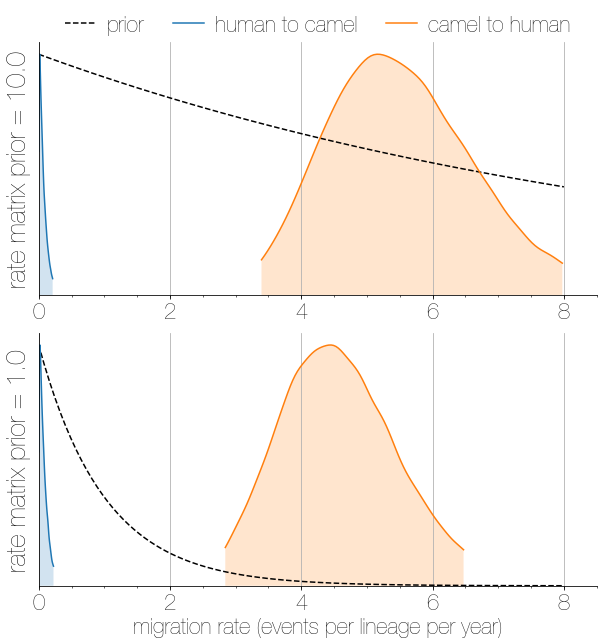 prior human to camel camel to human
rate matrix prior = 10.0
0 2 4 6 8
rate matrix prior = 1.0
0 2 4 6 8
migration rate (events per lineage per year)